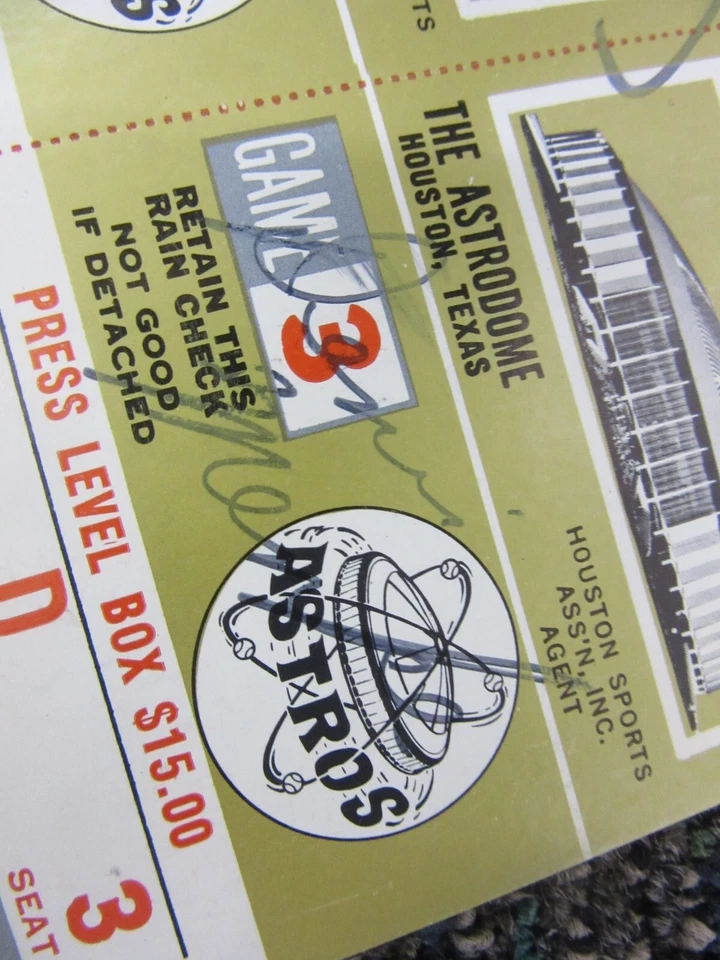 THE ASTRODOME
HOUSTON, TEXAS
GAME
3
RETAIN THIS
RAIN CHECK
NOT GOOD
IF DETACHED
HOUSTON SPORTS
ASS'N, INC.
AGENT
ASTROS
PRESS LEVEL BOX $15.00
D
3
SEAT
TS